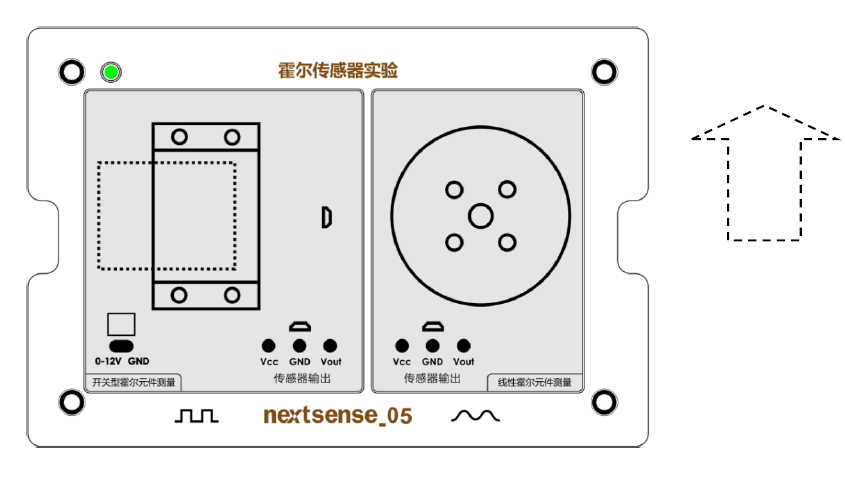 霍尔传感器实验
0-12V GND
Vcc GND Vout
传感器输出
开关型霍尔元件测量
Vcc GND Vout
传感器输出
线性霍尔元件测量
nextsense_05